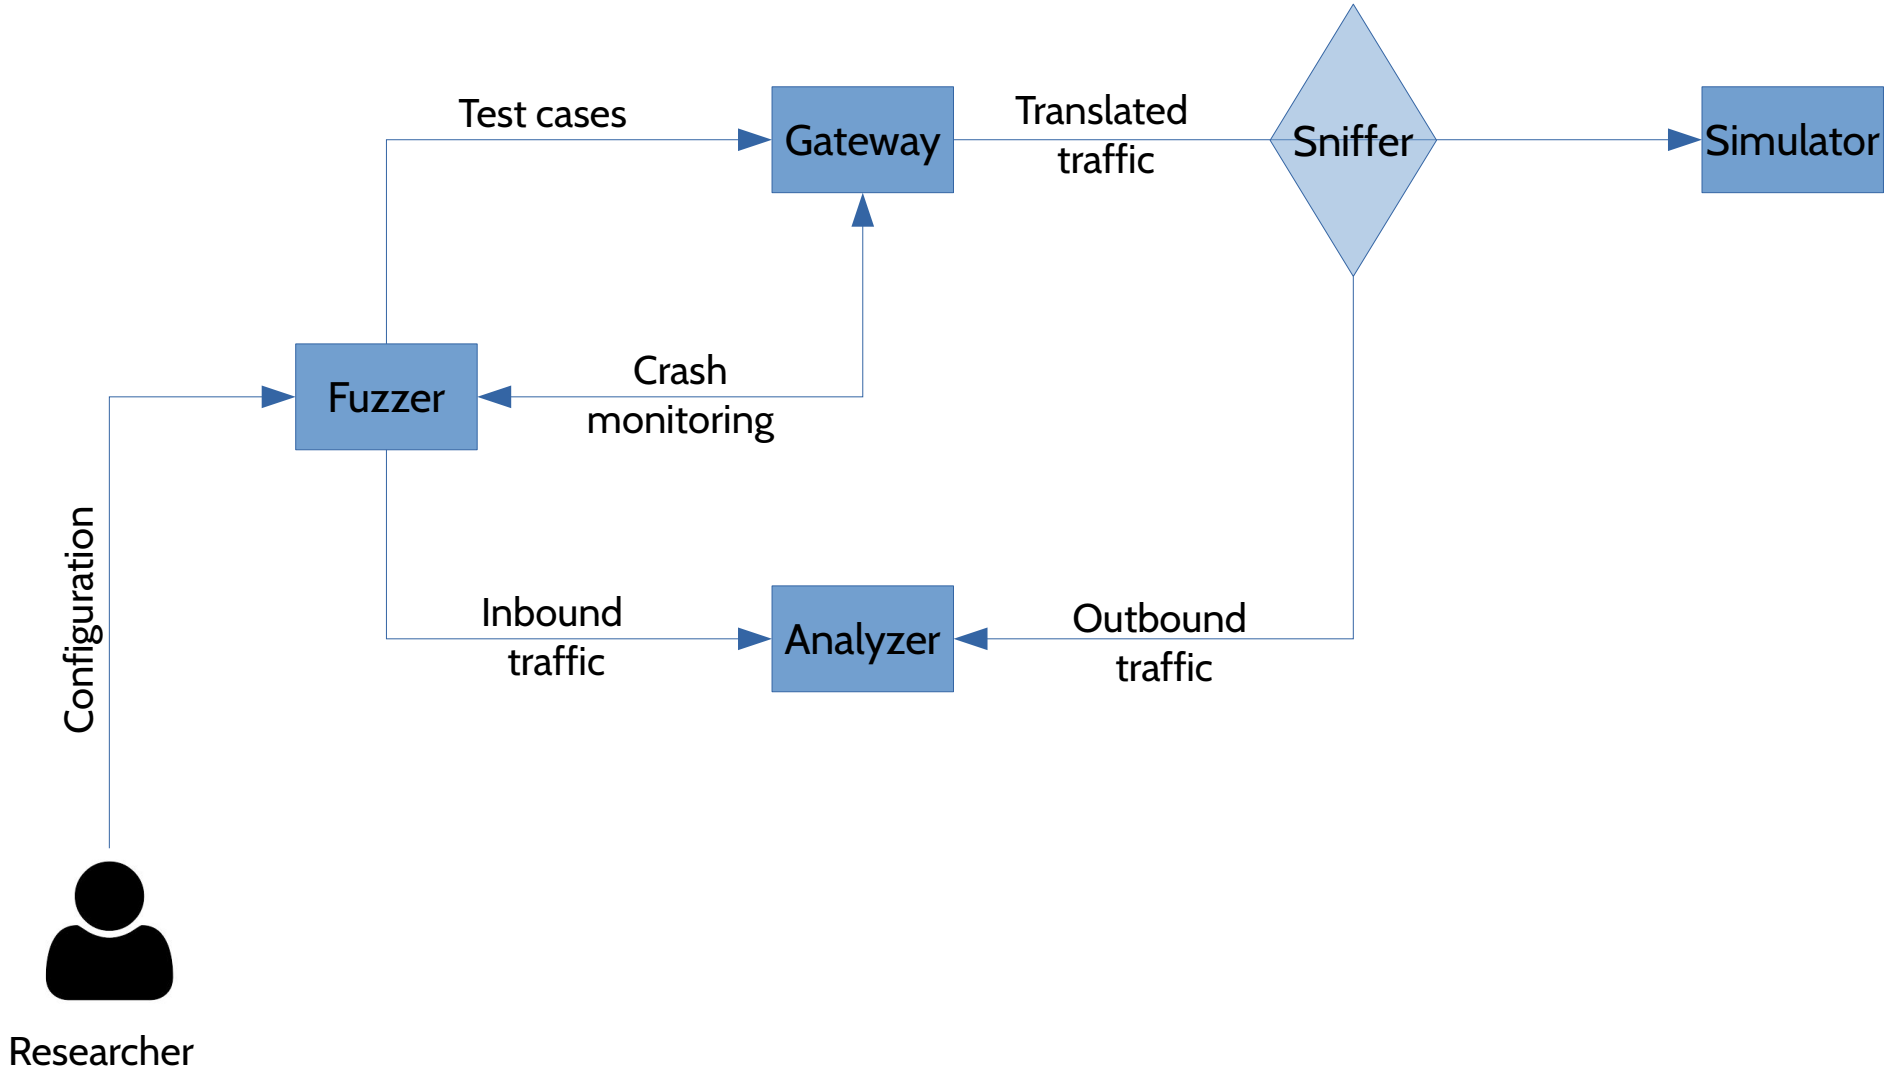 Test cases
Gateway
Translated
traffic
Sniffer
Simulator
Fuzzer
Crash
monitoring
Configuration
Inbound
traffic
Analyzer
Outbound
traffic
Researcher